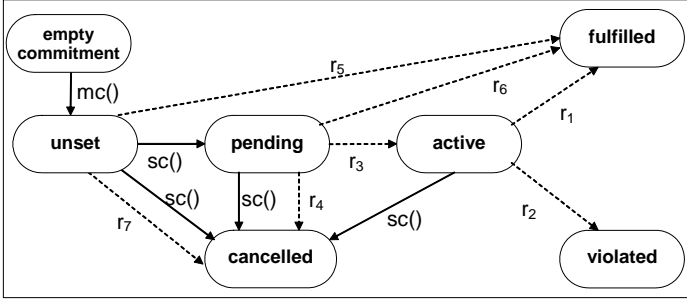 empty
commitment
fulfilled
r5
r6
mc()
r1
unset
pending
active
sc()
r3
sc()
sc()
r4
r2
sc()
r7
cancelled
violated